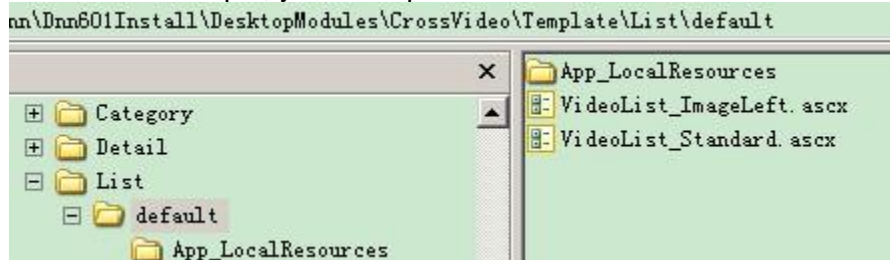 nn\Dnn601Install\DesktopModules\CrossVideo\Template\List\default
App_LocalResources
VideoList_ImageLeft.ascx
VideoList_Standard.ascx
Category
Detail
List
default
App_LocalResources